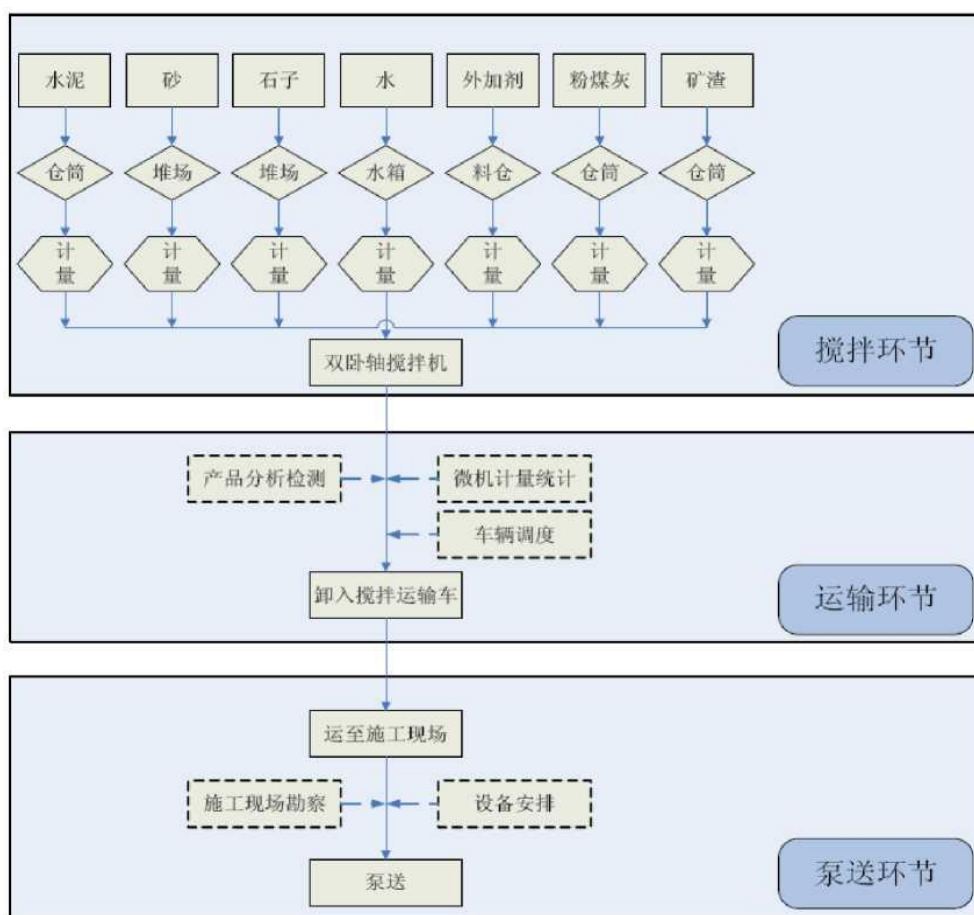 水泥
砂
石子
水
外加剂
粉煤灰
矿渣
仓筒
堆场
堆场
水箱
料仓
仓筒
仓筒
计
量
计
量
计
量
计
量
计
量
计
量
计
量
双卧轴搅拌机
搅拌环节
产品分析检测
微机计量统计
车辆调度
卸入搅拌运输车
运输环节
运至施工现场
施工现场勘察
设备安排
泵送
泵送环节